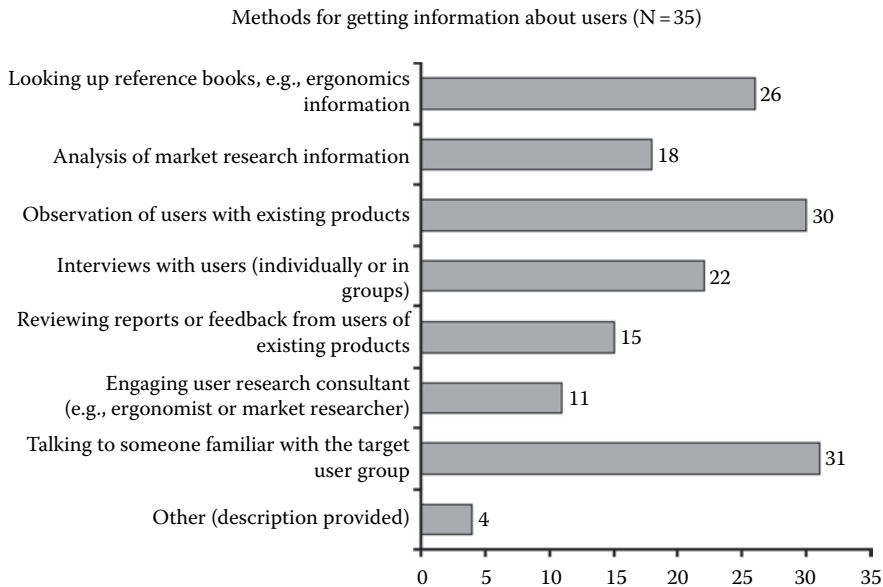 Methods for getting information about users (N = 35)
Looking up reference books, e.g., ergonomics
information
26
Analysis of market research information
18
Observation of users with existing products
30
Interviews with users (individually or in
groups)
22
Reviewing reports or feedback from users of
existing products
15
Engaging user research consultant
(e.g., ergonomist or market researcher)
11
Talking to someone familiar with the target
user group
31
Other (description provided)
4
0 5 10 15 20 25 30 35